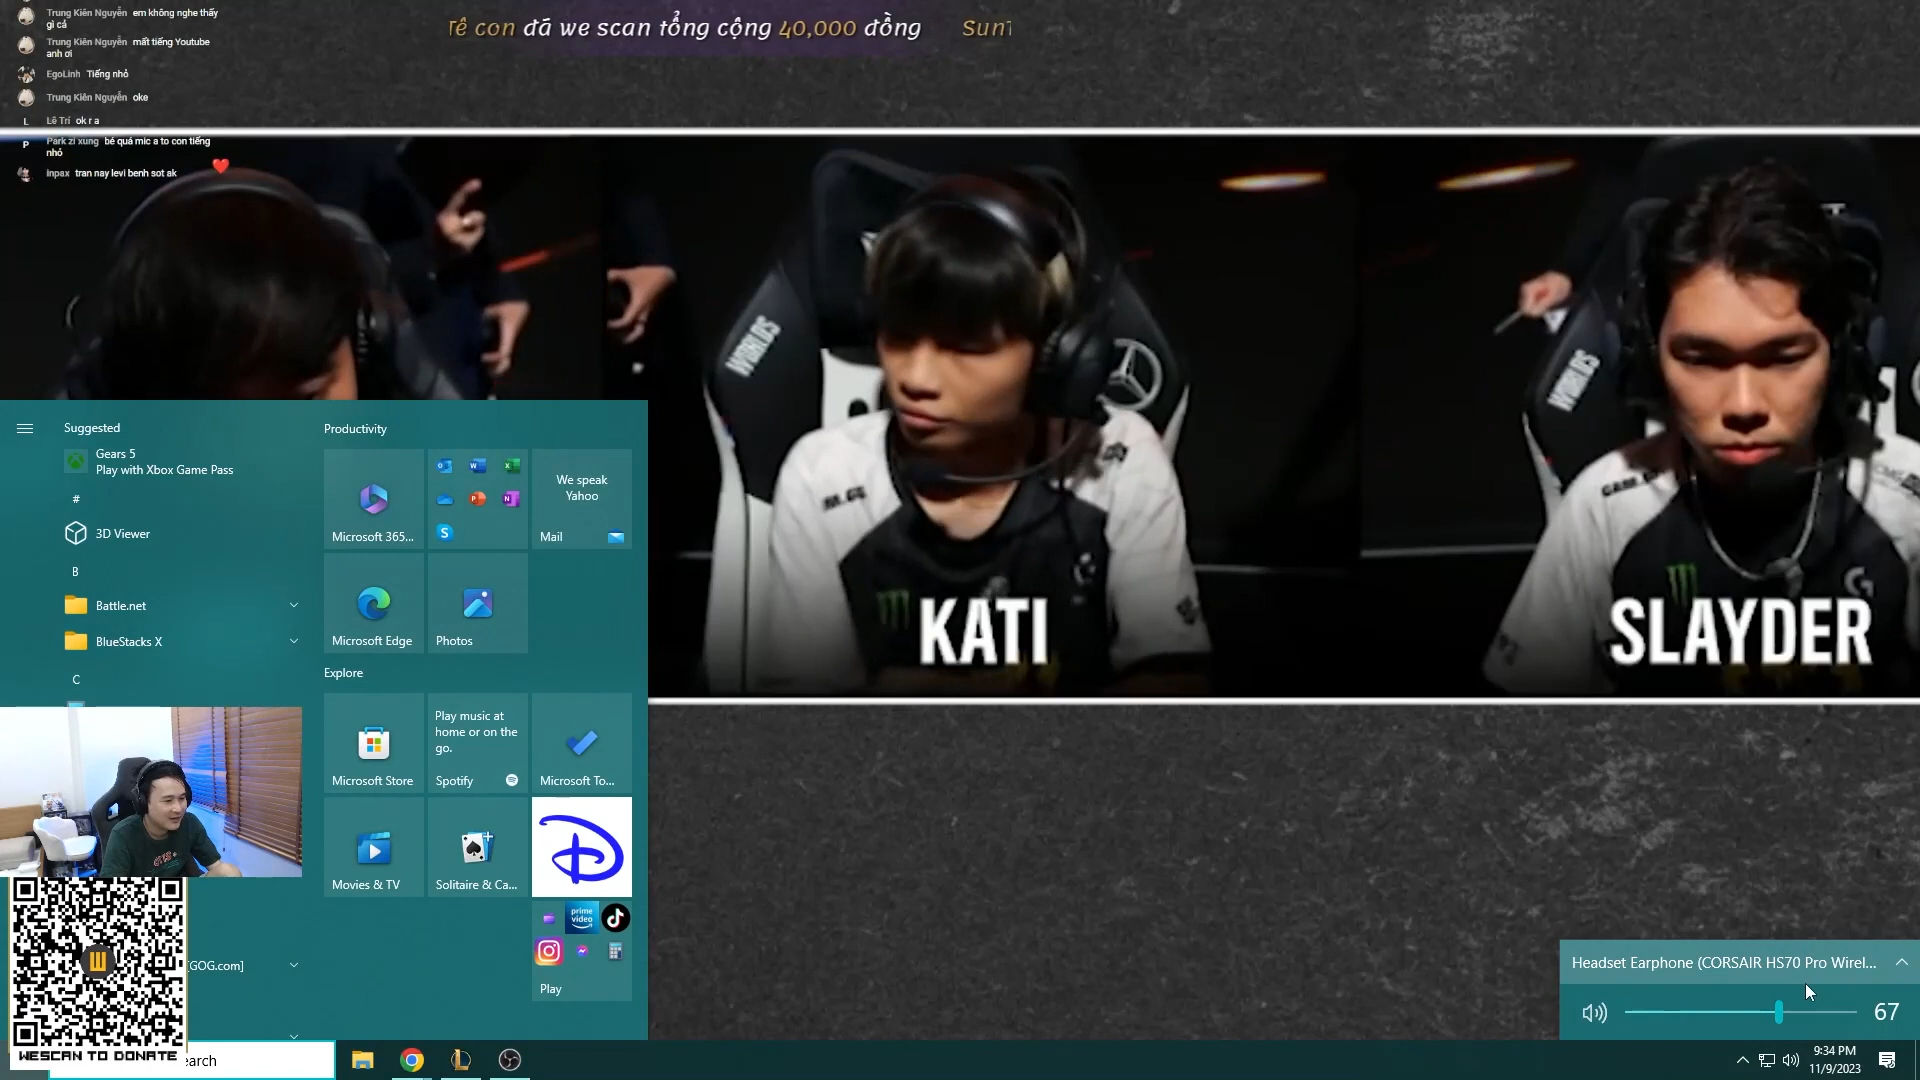 Trung Kiên Nguyễn em không nghe thấy
gì cả
Trung Kiên Nguyễn mất tiếng Youtube
anh ơi
EgoLinh Tiếng nhỏ
Trung Kiên Nguyễn oke
L Lê Trí ok r a
P Park zi xung bé quá mic a to con tiếng
nhỏ
inpax tran nay levi benh sot ak
Tê con đã we scan tổng cộng 40,000 đồng
WORLDS
WORLDS
KATI
SLAYDER
Suggested
Gears 5
Play with Xbox Game Pass
#
3D Viewer
B
Battle.net
BlueStacks X
C
[GOG.com]
Productivity
Microsoft 365...
We speak
Yahoo
Mail
Microsoft Edge
Photos
Explore
Microsoft Store
Play music at
home or on the
go.
Spotify
Microsoft To...
Movies & TV
Solitaire & Ca...
prime
video
Play
WESCAN TO DONATE
earch
Headset Earphone (CORSAIR HS70 Pro Wirel...
67
9:34 PM
11/9/2023